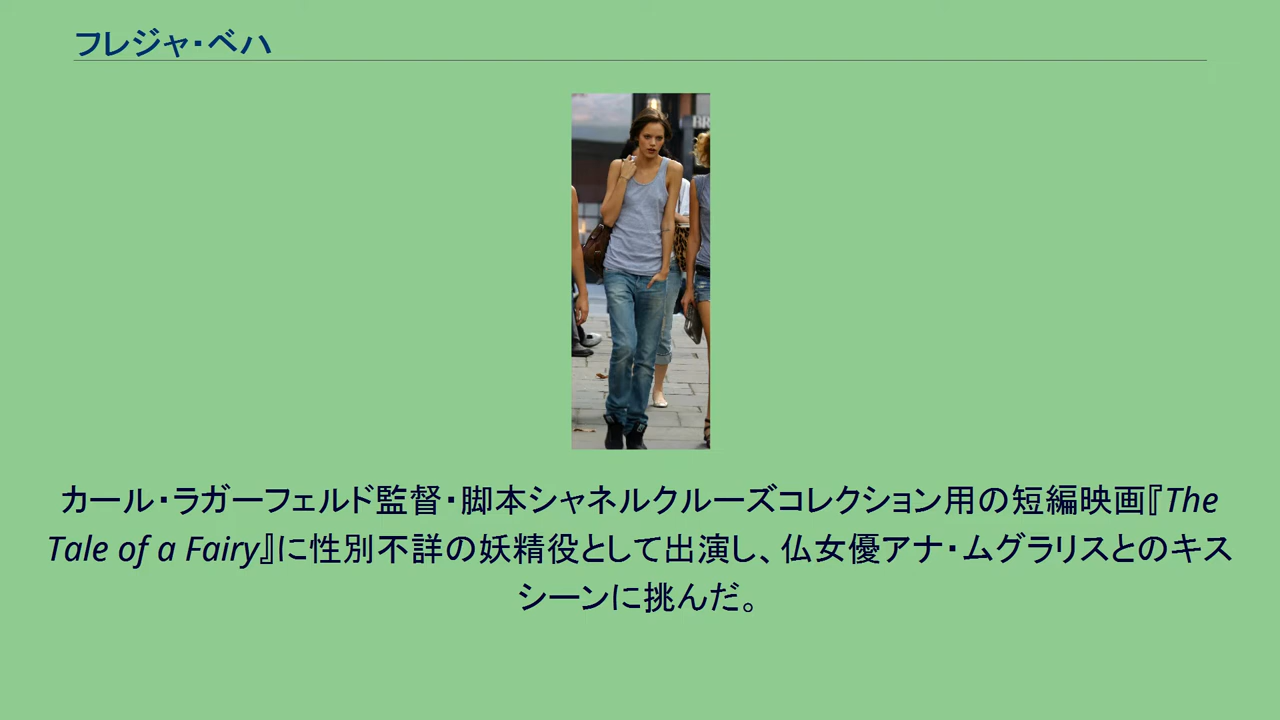 フレジャ・ベハ
BR
カール・ラガーフェルド監督・脚本シャネルクルーズコレクション用の短編映画『The
Tale of a Fairy』に性別不詳の妖精役として出演し、仏女優アナ・ムグラリスとのキス
シーンに挑んだ。